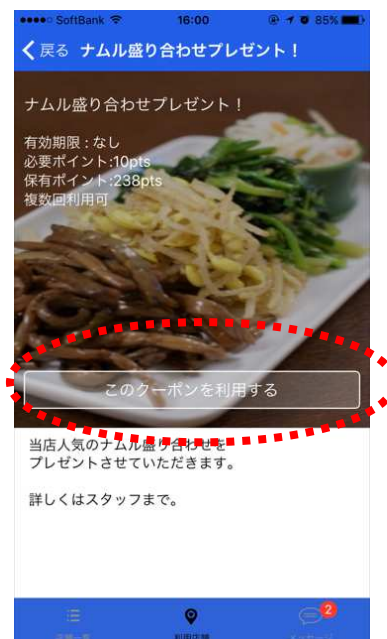 SoftBank 16:00 85%
戻る ナムル盛り合わせプレゼント！
ナムル盛り合わせプレゼント！
有効期限：なし
必要ポイント:10pts
保有ポイント:238pts
複数回利用可
このクーポンを利用する
当店人気のナムル盛り合わせを
プレゼントさせていただきます。
詳しくはスタッフまで。
2
利用店舗